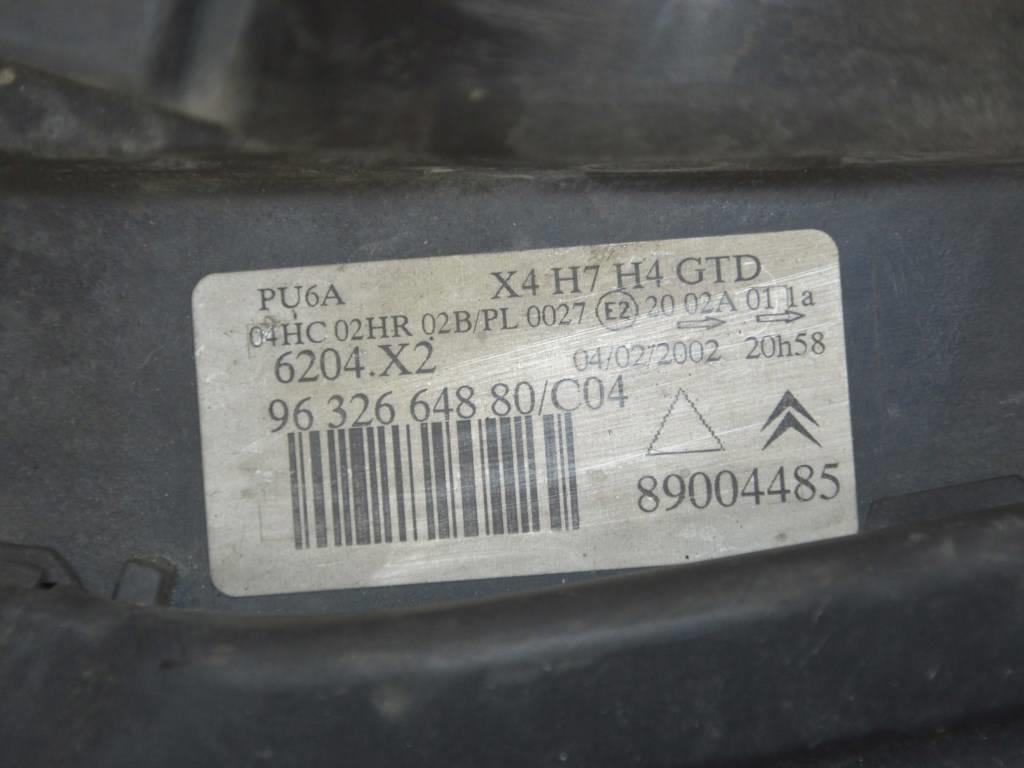 PU6A X4 H7 H4 GTD
04HC 02HR 02B/PL 0027 E2 20 02A 01 1a
6204.X2 04/02/2002 20h58
96 326 648 80/C04
89004485